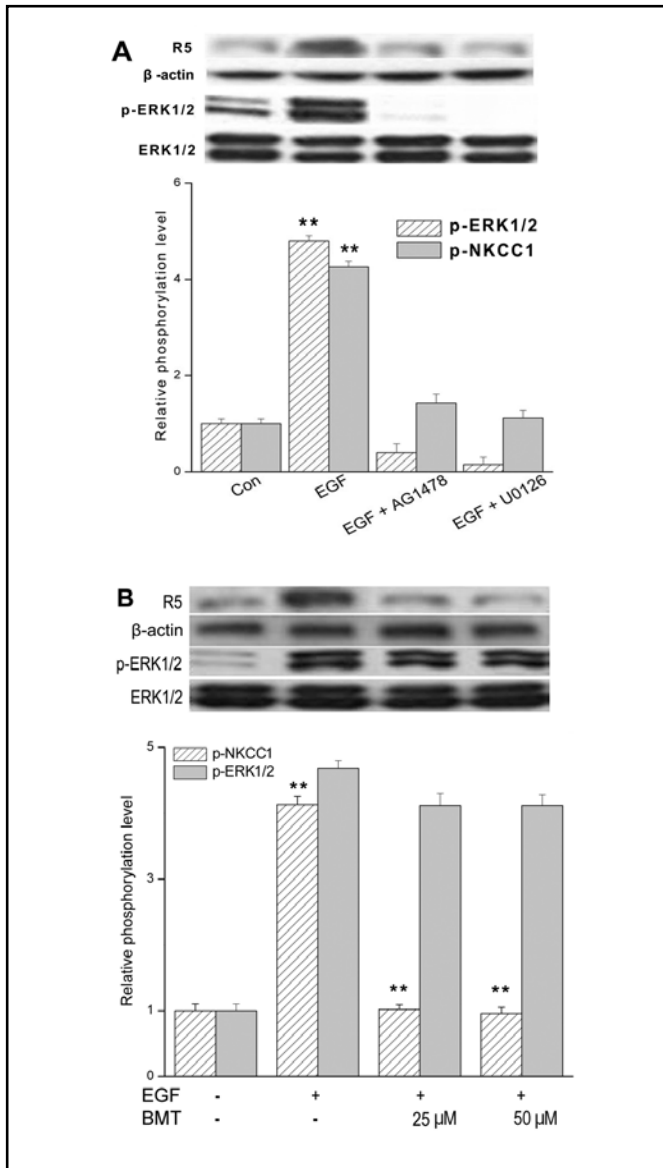 A
R5
β -actin
p-ERK1/2
ERK1/2
6
4
2
0
Relative phosphorylation level
** **
p-ERK1/2
p-NKCC1
Con EGF EGF + AG1478 EGF + U0126
B
R5
β-actin
p-ERK1/2
ERK1/2
5
3
1
0
Relative phosphorylation level
p-NKCC1
p-ERK1/2
**
** **
EGF - + + +
BMT - - 25 μM 50 μM